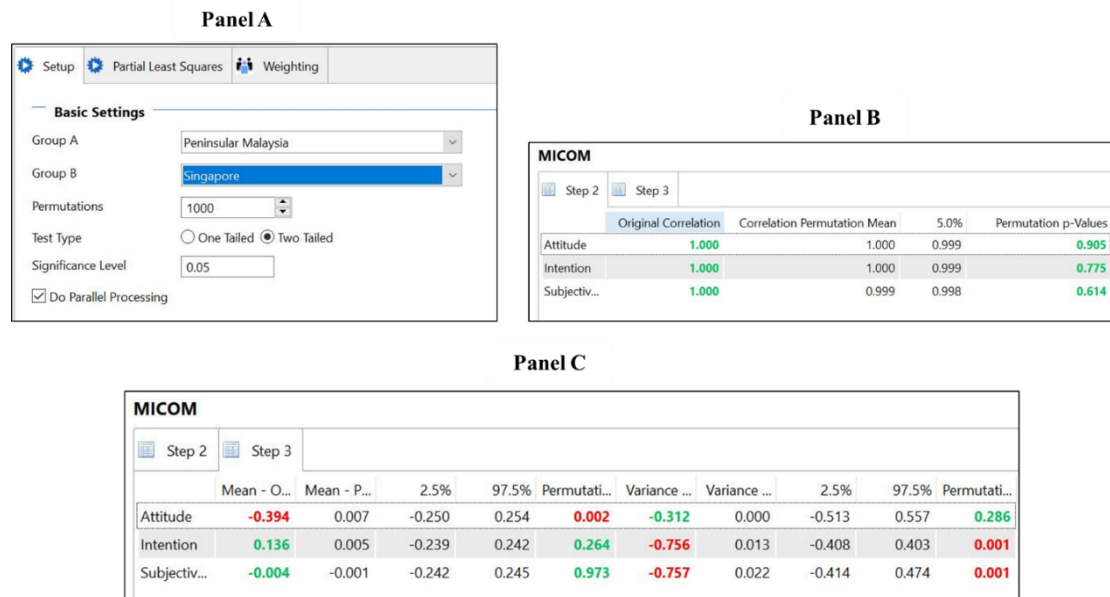 Panel A
Setup Partial Least Squares Weighting
Basic Settings
Group A Peninsular Malaysia
Group B Singapore
Permutations 1000
Test Type One Tailed Two Tailed
Significance Level 0.05
Do Parallel Processing
Panel B
MICOM
Step 2 Step 3
Original Correlation Correlation Permutation Mean 5.0% Permutation p-Values
Attitude 1.000 1.000 0.999 0.905
Intention 1.000 1.000 0.999 0.775
Subjectiv... 1.000 0.999 0.998 0.614
Panel C
MICOM
Step 2 Step 3
Mean - O... Mean - P... 2.5% 97.5% Permutati... Variance ... Variance ... 2.5% 97.5% Permutati...
Attitude -0.394 0.007 -0.250 0.254 0.002 -0.312 0.000 -0.513 0.557 0.286
Intention 0.136 0.005 -0.239 0.242 0.264 -0.756 0.013 -0.408 0.403 0.001
Subjectiv... -0.004 -0.001 -0.242 0.245 0.973 -0.757 0.022 -0.414 0.474 0.001